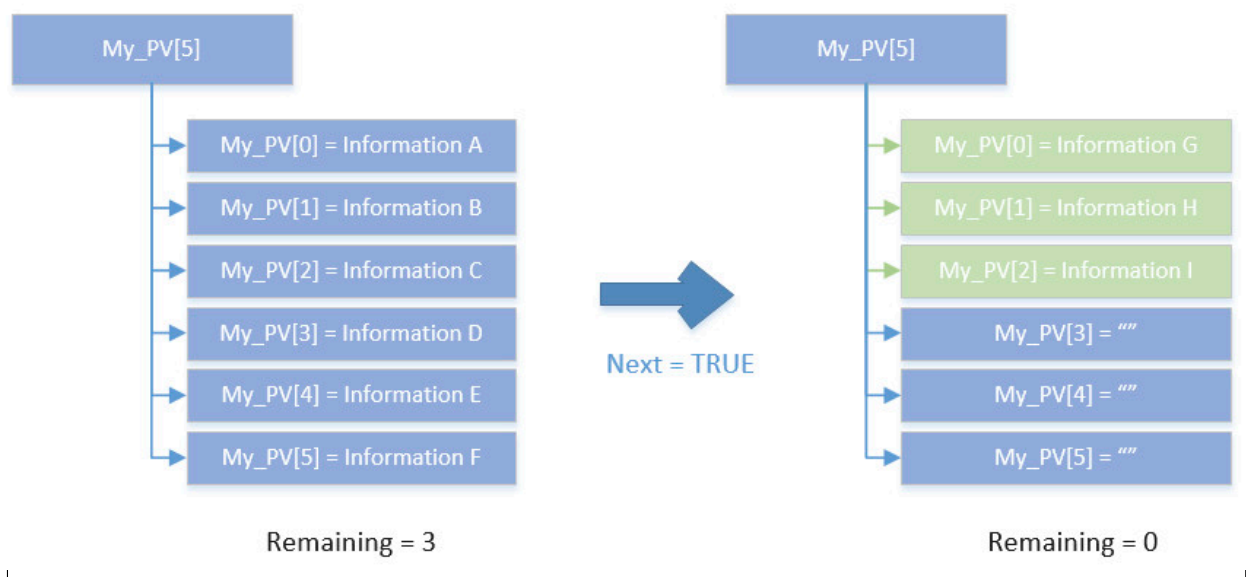 My_PV[5]
My_PV[0] = Information A
My_PV[1] = Information B
My_PV[2] = Information C
My_PV[3] = Information D
My_PV[4] = Information E
My_PV[5] = Information F
Remaining = 3
Next = TRUE
My_PV[5]
My_PV[0] = Information G
My_PV[1] = Information H
My_PV[2] = Information I
My_PV[3] = “”
My_PV[4] = “”
My_PV[5] = “”
Remaining = 0